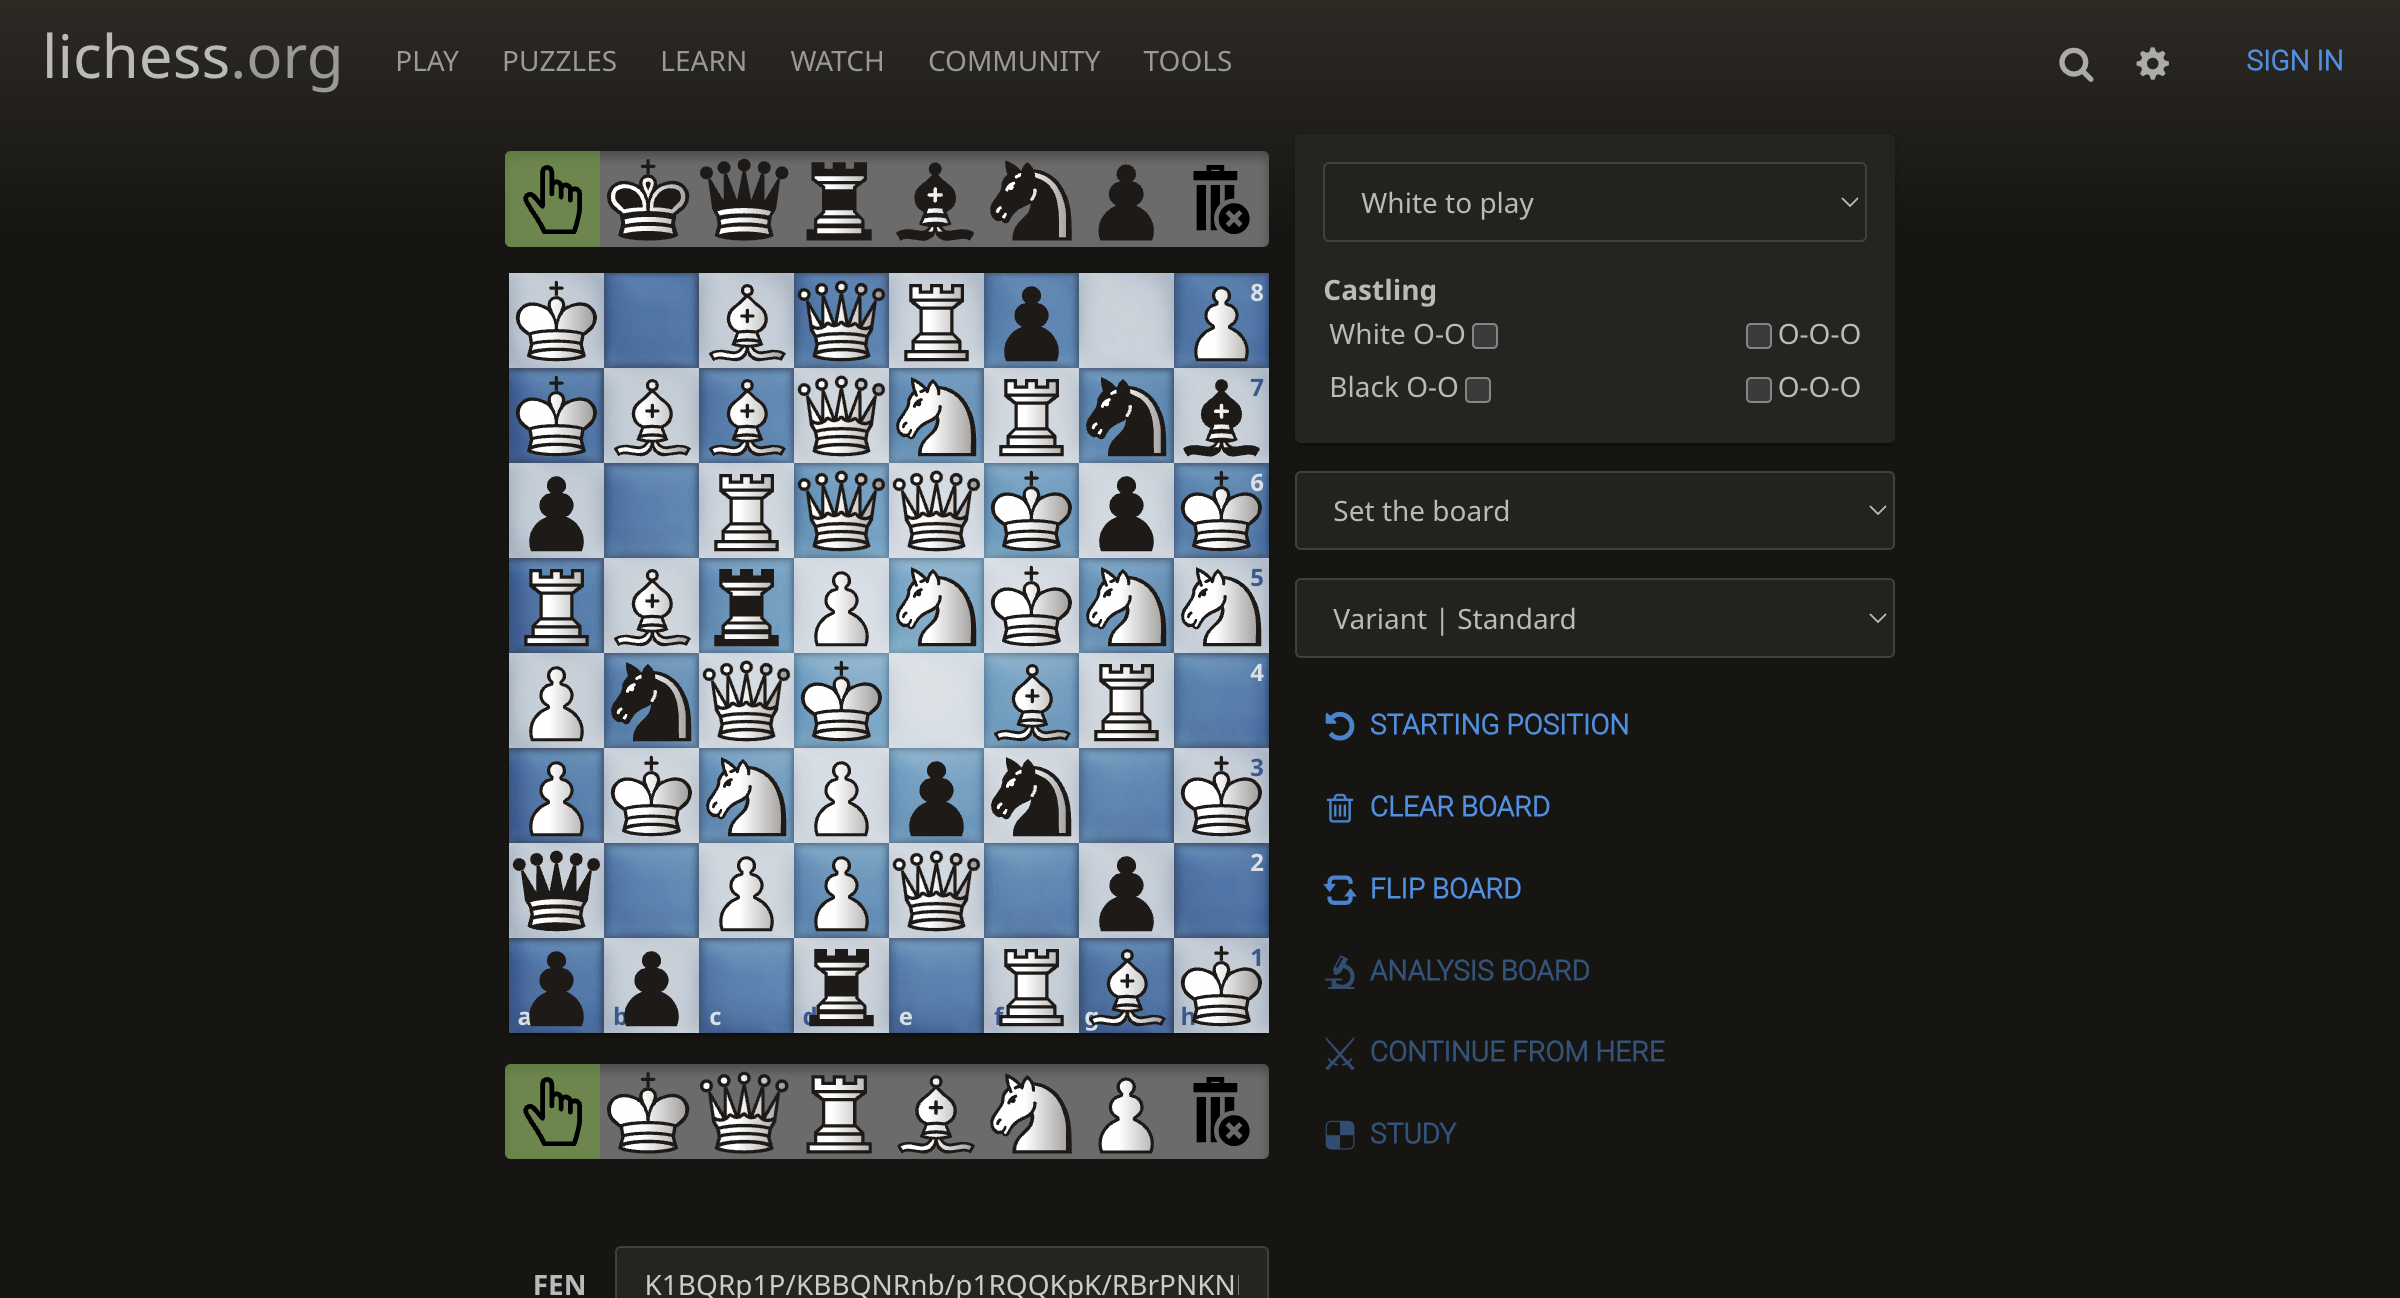 lichess.org PLAY PUZZLES LEARN WATCH COMMUNITY TOOLS SIGN IN
White to play
Castling
White O-O O-O-O
Black O-O O-O-O
Set the board
Variant | Standard
STARTING POSITION
CLEAR BOARD
FLIP BOARD
ANALYSIS BOARD
CONTINUE FROM HERE
STUDY
8
7
6
5
4
3
2
1
a b c d e f g h
FEN K1BQRp1P/KBBQNRnb/p1RQQKpK/RBrPNKN